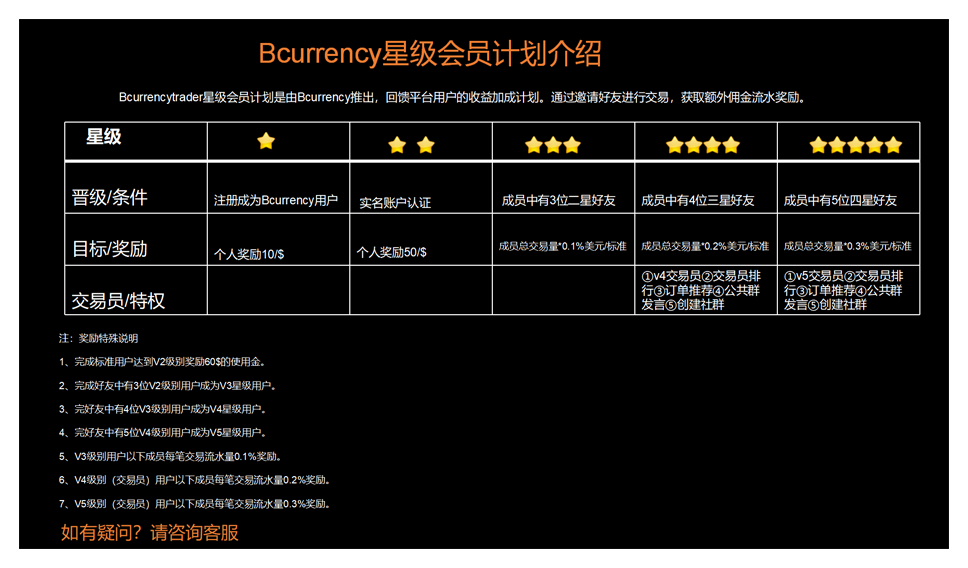 Bcurrency星级会员计划介绍
Bcurrencytrader星级会员计划是由Bcurrency推出，回馈平台用户的收益加成计划。通过邀请好友进行交易，获取额外佣金流水奖励。
星级
晋级/条件 注册成为Bcurrency用户 实名账户认证 成员中有3位二星好友 成员中有4位三星好友 成员中有5位四星好友
目标/奖励 个人奖励10/$ 个人奖励50/$ 成员总交易量*0.1%美元/标准 成员总交易量*0.2%美元/标准 成员总交易量*0.3%美元/标准
交易员/特权
①v4交易员②交易员排
行③订单推荐④公共群
发言⑤创建社群
①v5交易员②交易员排
行③订单推荐④公共群
发言⑤创建社群
注：奖励特殊说明
1、完成标准用户达到V2级别奖励60$的使用金。
2、完成好友中有3位V2级别用户成为V3星级用户。
3、完好友中有4位V3级别用户成为V4星级用户。
4、完好友中有5位V4级别用户成为V5星级用户。
5、V3级别用户以下成员每笔交易流水量0.1%奖励。
6、V4级别（交易员）用户以下成员每笔交易流水量0.2%奖励。
7、V5级别（交易员）用户以下成员每笔交易流水量0.3%奖励。
如有疑问？请咨询客服